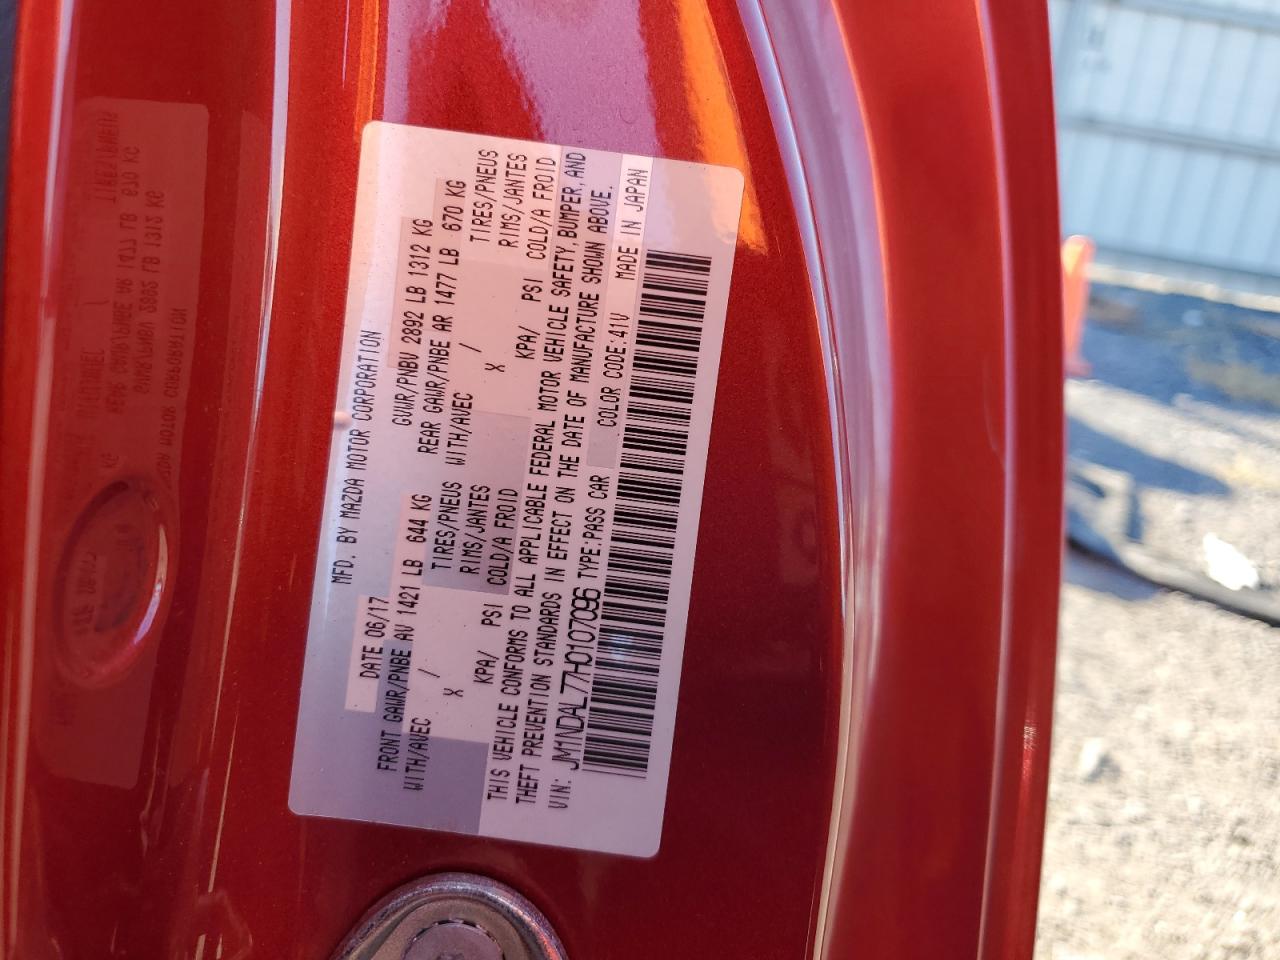 MFD. BY MAZDA MOTOR CORPORATION
DATE 06/17 GVWR/PNBV 2892 LB 1312 KG
FRONT GAWR/PNBE AV 1421 LB 644 KG REAR GAWR/PNBE AR 1477 LB 670 KG
WITH/AVEC TIRES/PNEUS WITH/AVEC TIRES/PNEUS
X / RIMS/JANTES X / RIMS/JANTES
KPA/ PSI COLD/A FROID KPA/ PSI COLD/A FROID
THIS VEHICLE CONFORMS TO ALL APPLICABLE FEDERAL MOTOR VEHICLE SAFETY, BUMPER, AND
THEFT PREVENTION STANDARDS IN EFFECT ON THE DATE OF MANUFACTURE SHOWN ABOVE.
VIN: JM1NDAL77H0107096 TYPE:PASS CAR COLOR CODE:41V MADE IN JAPAN